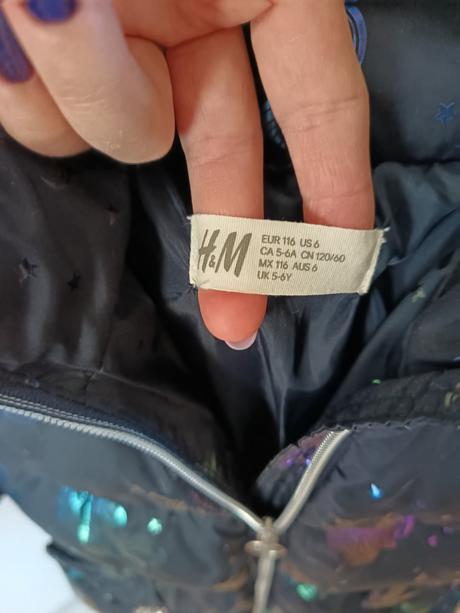 H&M
EUR 116 US 6
CA 5-6A CN 120/60
MX 116 AUS 6
UK 5-6Y